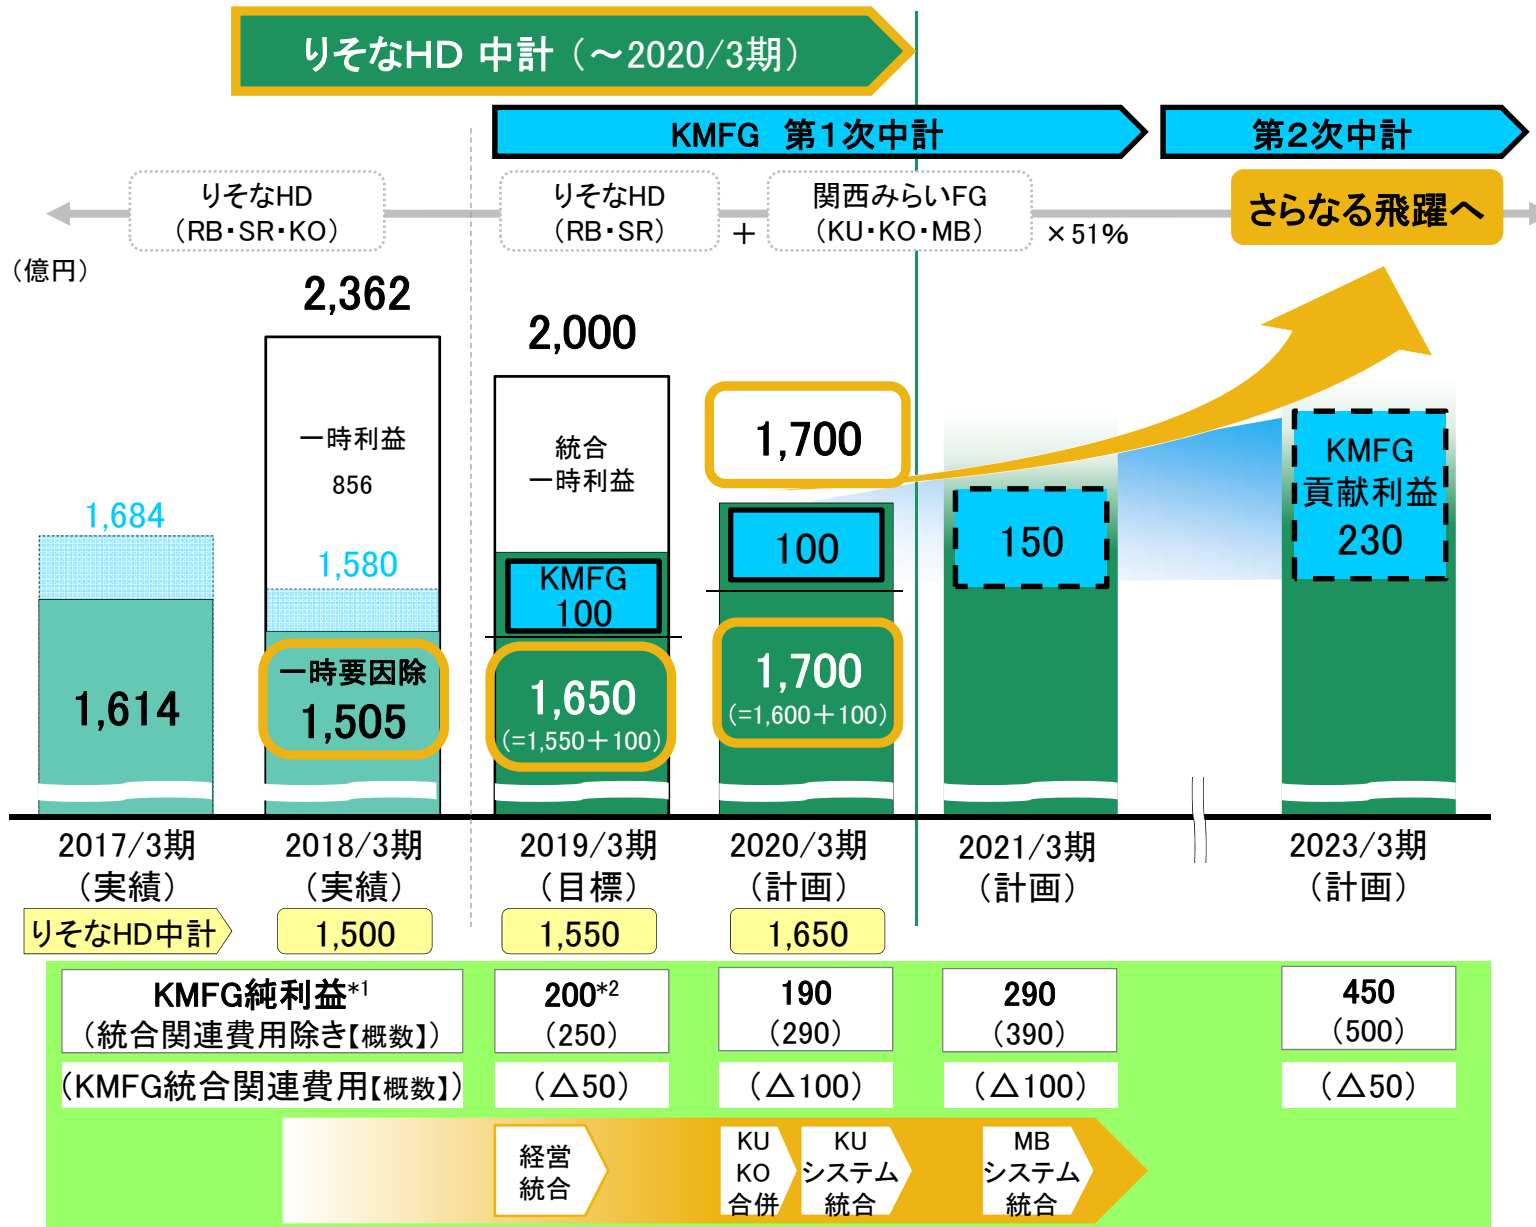 りそなHD 中計（～2020/3期）
KMFG 第1次中計
第2次中計
りそなHD
（RB・SR・KO）
りそなHD
（RB・SR）
＋
関西みらいFG
（KU・KO・MB）
×51%
さらなる飛躍へ
（億円）
2,362
一時利益
856
1,580
一時要因除
1,505
1,684
1,614
2,000
統合
一時利益
KMFG
100
1,650
(=1,550＋100)
1,700
100
1,700
(=1,600＋100)
150
KMFG
貢献利益
230
2017/3期
（実績）
2018/3期
（実績）
2019/3期
（目標）
2020/3期
（計画）
2021/3期
（計画）
2023/3期
（計画）
りそなHD中計
1,500
1,550
1,650
KMFG純利益*1
（統合関連費用除き【概数】）
200*2
(250)
190
(290)
290
(390)
450
(500)
(KMFG統合関連費用【概数】)
(△50)
(△100)
(△100)
(△50)
経営
統合
KU
KO
合併
KU
システム
統合
MB
システム
統合